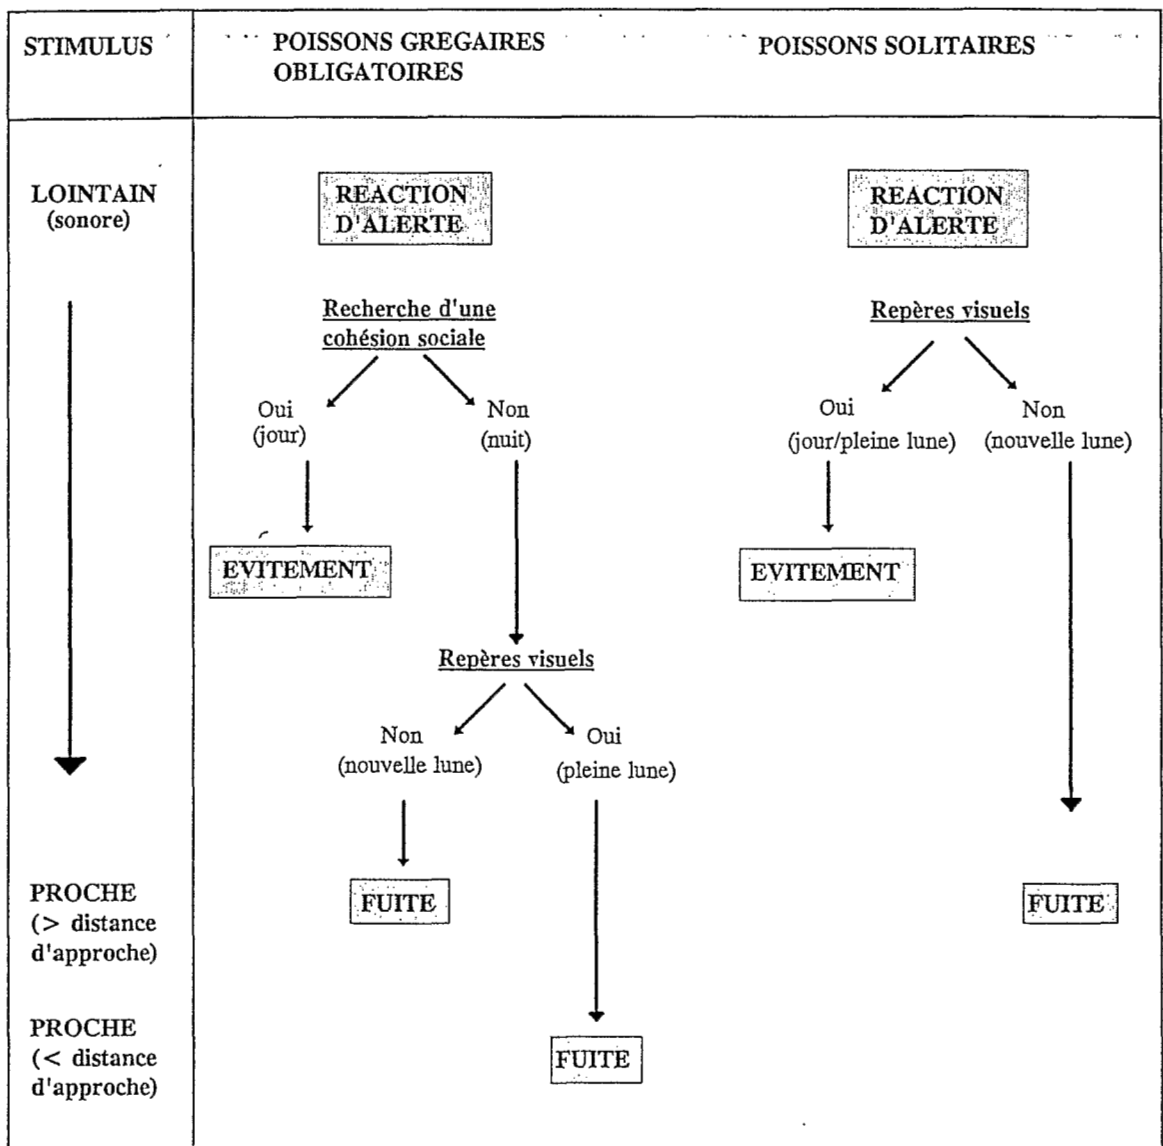 STIMULUS
POISSONS GREGAIRES
OBLIGATOIRES
POISSONS SOLITAIRES
LOINTAIN
(sonore)
REACTION
D'ALERTE
REACTION
D'ALERTE
Recherche d'une
cohésion sociale
Repères visuels
Oui
(jour)
Non
(nuit)
Oui
(jour/pleine lune)
Non
(nouvelle lune)
EVITEMENT
EVITEMENT
Repères visuels
Non
(nouvelle lune)
Oui
(pleine lune)
PROCHE
(> distance
d'approche)
FUITE
FUITE
PROCHE
(< distance
d'approche)
FUITE